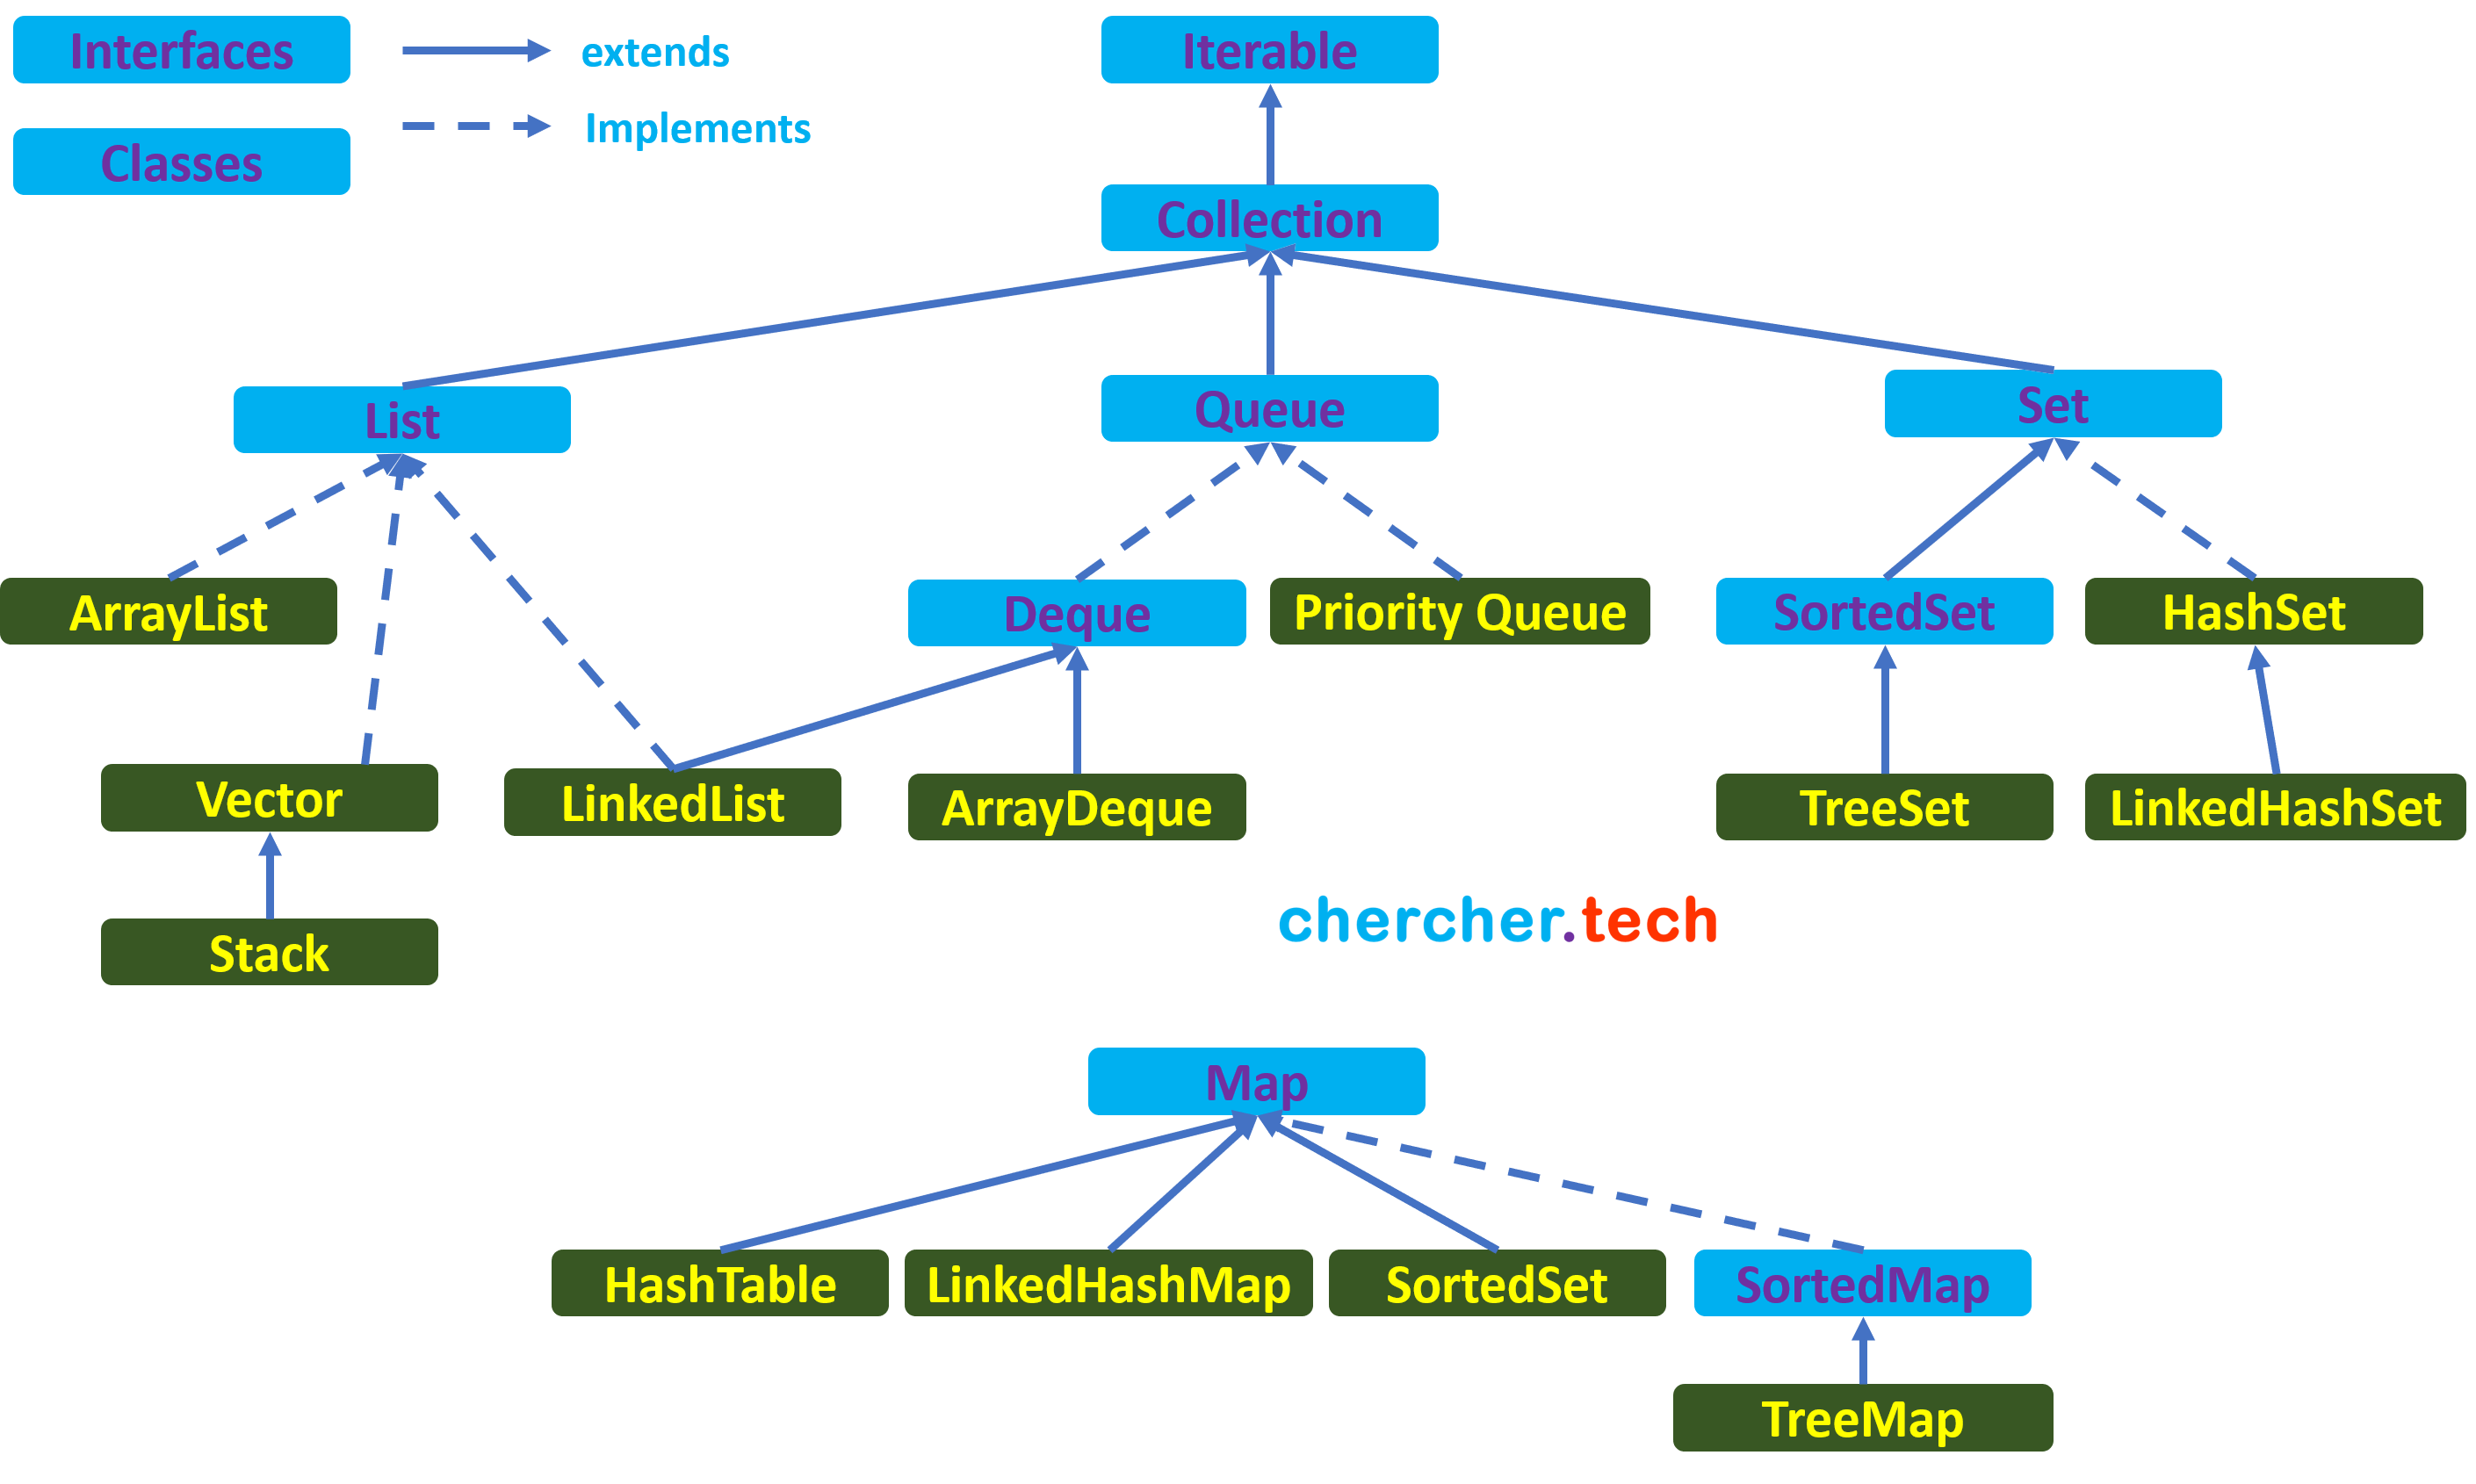 Interfaces
extends
Iterable
Implements
Classes
Collection
List
Queue
Set
ArrayList
Deque
Priority Queue
SortedSet
HashSet
Vector
LinkedList
ArrayDeque
TreeSet
LinkedHashSet
Stack
chercher.tech
Map
HashTable
LinkedHashMap
SortedSet
SortedMap
TreeMap